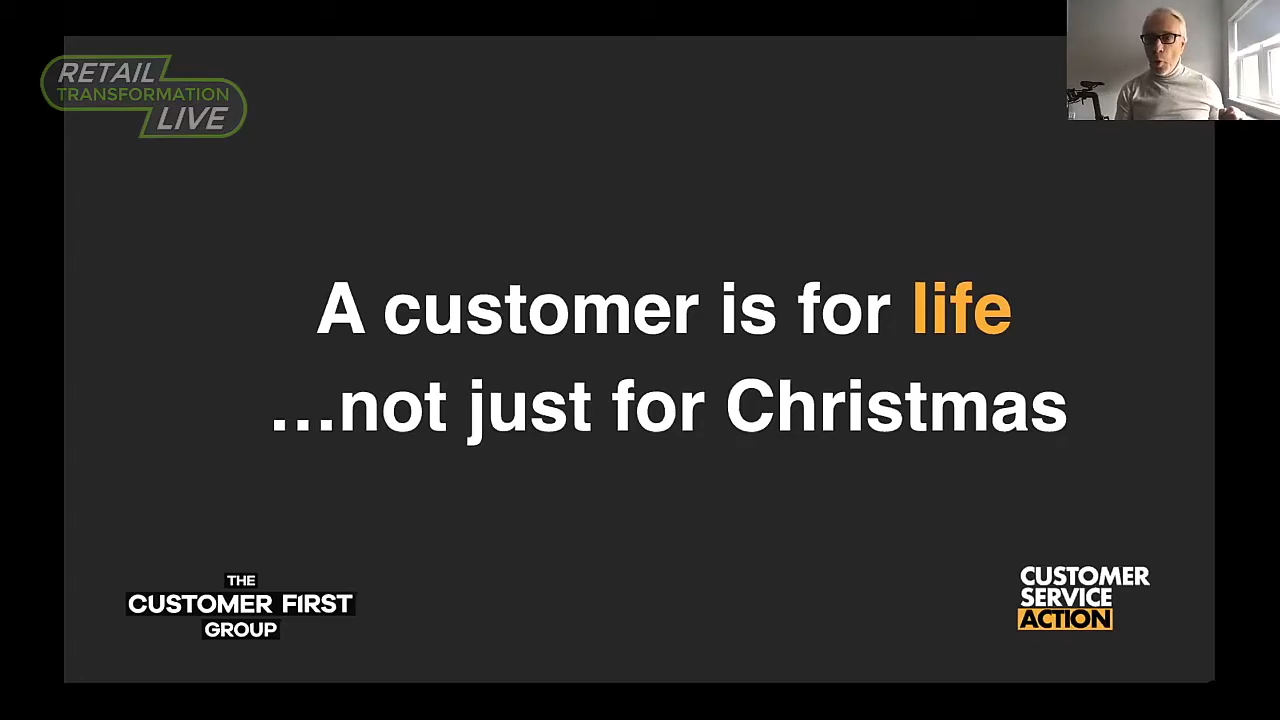 RETAIL
TRANSFORMATION
LIVE
A customer is for life
...not just for Christmas
THE
CUSTOMER FIRST
GROUP
CUSTOMER
SERVICE
ACTION